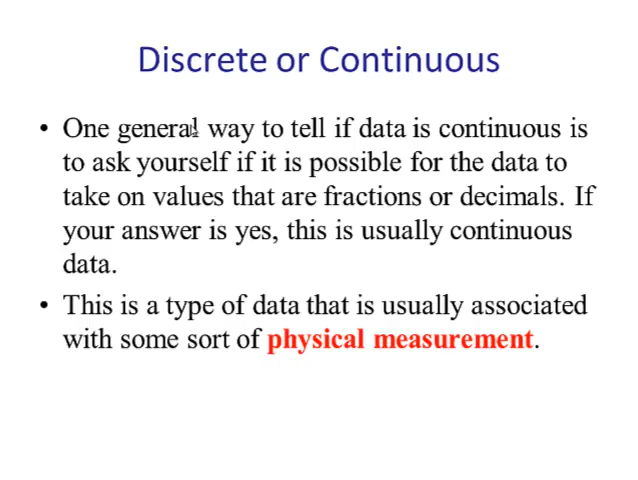 Discrete or Continuous
• One general way to tell if data is continuous is
to ask yourself if it is possible for the data to
take on values that are fractions or decimals. If
your answer is yes, this is usually continuous
data.
• This is a type of data that is usually associated
with some sort of physical measurement.